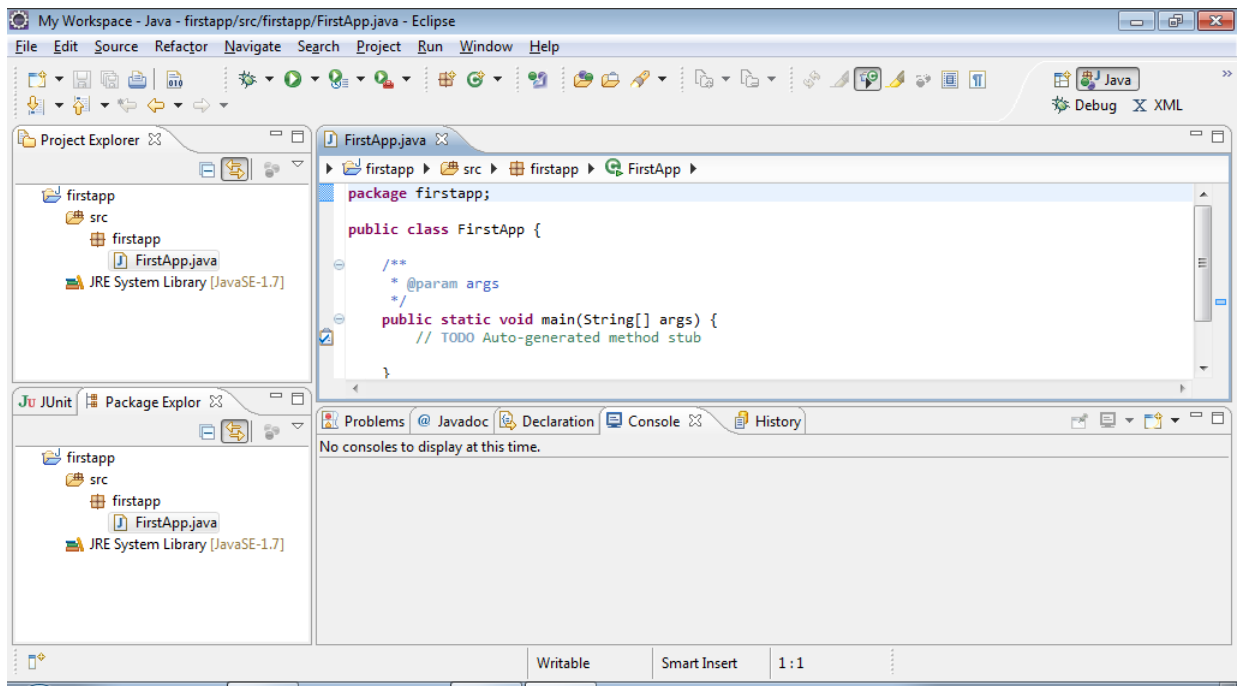 My Workspace - Java - firstapp/src/firstapp/FirstApp.java - Eclipse
File Edit Source Refactor Navigate Search Project Run Window Help
010
Java
»
Debug X XML
Project Explorer
firstapp
src
firstapp
J FirstApp.java
JRE System Library [JavaSE-1.7]
J FirstApp.java
firstapp src firstapp FirstApp
package firstapp;
public class FirstApp {
/**
* @param args
*/
public static void main(String[] args) {
// TODO Auto-generated method stub
}
Ju JUnit Package Explor
firstapp
src
firstapp
J FirstApp.java
JRE System Library [JavaSE-1.7]
Problems @ Javadoc Declaration Console History
No consoles to display at this time.
Writable Smart Insert 1 : 1